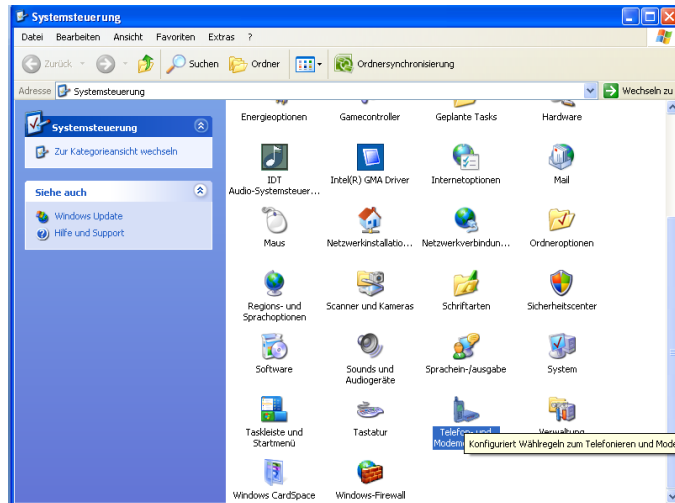 Systemsteuerung
Datei Bearbeiten Ansicht Favoriten Extras ?
Zurück Suchen Ordner Ordnersynchronisierung
Adresse Systemsteuerung Wechseln zu
Systemsteuerung
Zur Kategorieansicht wechseln
Siehe auch
Windows Update
Hilfe und Support
Energieoptionen Gamecontroller Geplante Tasks Hardware
IDT Intel(R) GMA Driver Internetoptionen Mail
Audio-Systemsteuer...
Maus Netzwerkinstallatio... Netzwerkverbindun... Ordneroptionen
Regions- und Scanner und Kameras Schriftarten Sicherheitscenter
Sprachoptionen
Software Sounds und Sprachein-/ausgabe System
Audiogeräte
Taskleiste und Tastatur Telefon- und Verwaltung
Startmenü Modemo
Konfiguriert Wählregeln zum Telefonieren und Mode
Windows CardSpace Windows-Firewall